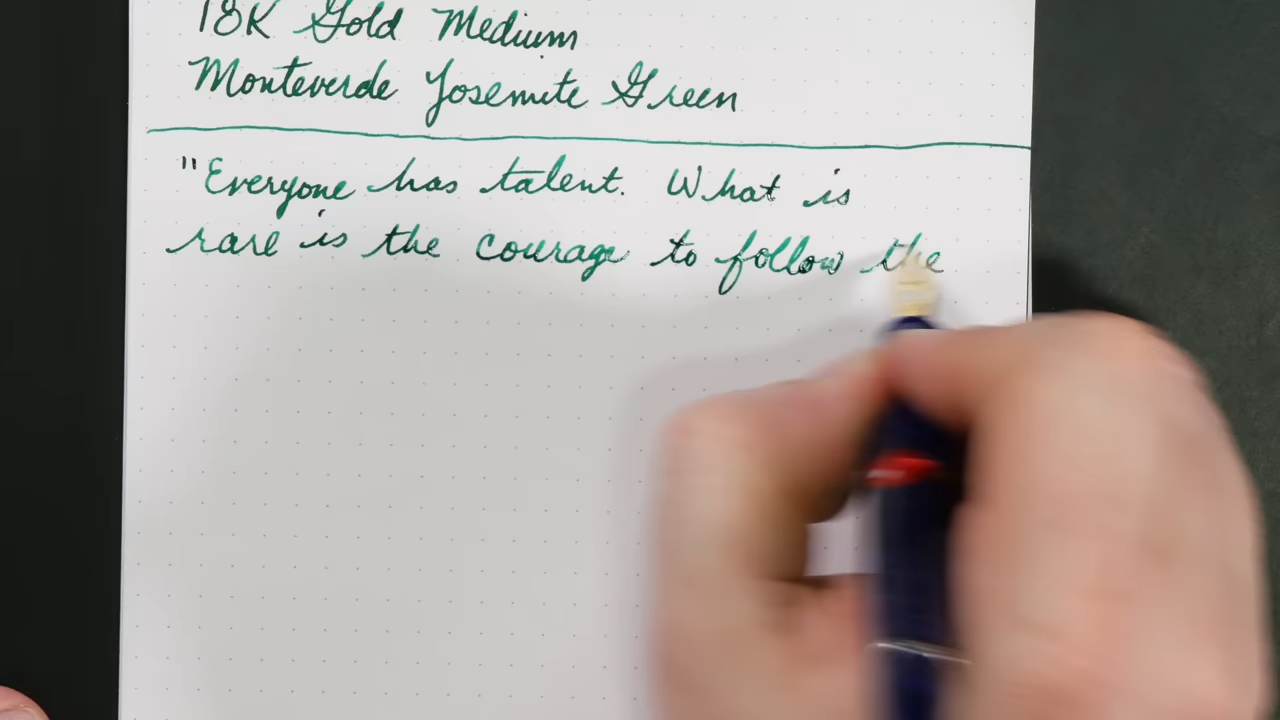 18K Gold Medium
Monteverde Yosemite Green
"Everyone has talent. What is
rare is the courage to follow the